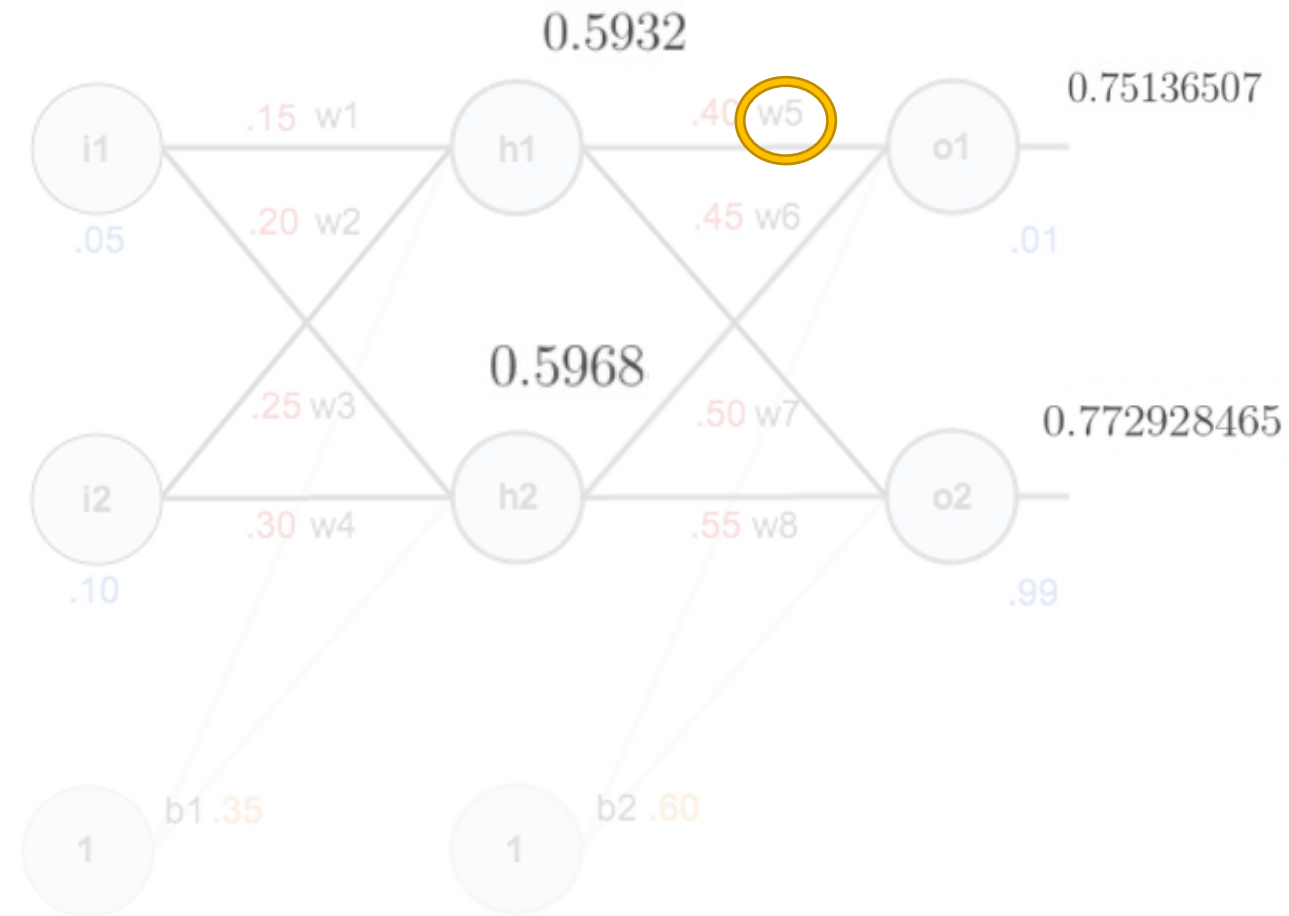 0.5932
.15 w1
.40 w5
0.75136507
i1
h1
o1
.20 w2
.45 w6
.05
.01
0.5968
.25 w3
.50 w7
0.772928465
i2
h2
o2
.30 w4
.55 w8
.10
.99
b1 .35
b2 .60
1
1